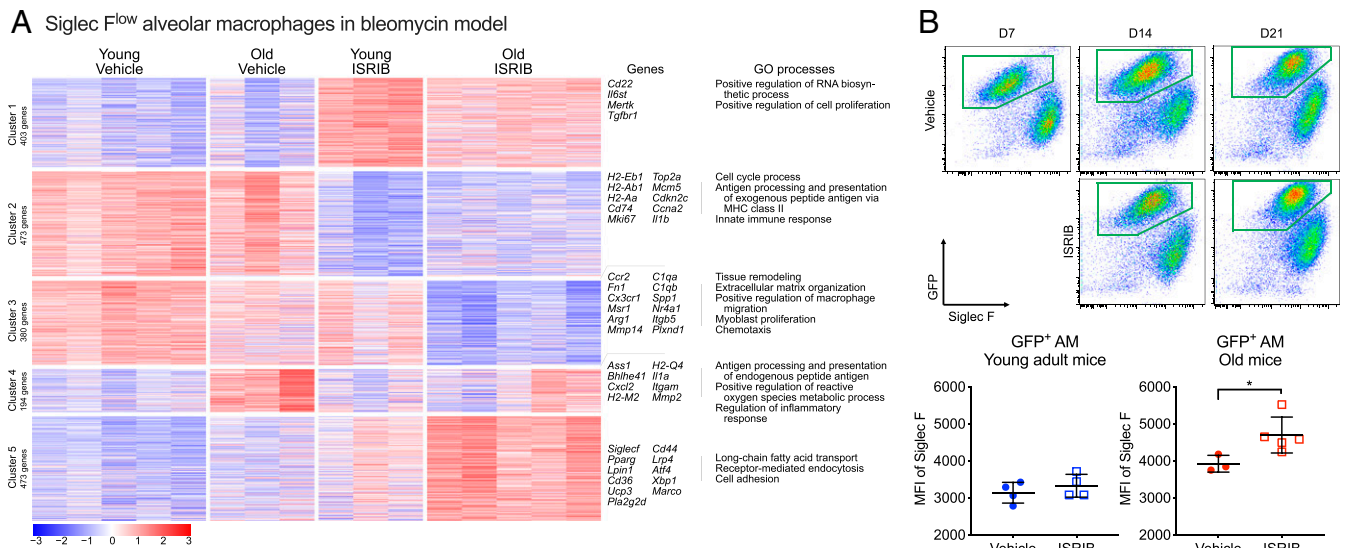 A Siglec Flow alveolar macrophages in bleomycin model
Young Vehicle
Old Vehicle
Young ISRIB
Old ISRIB
Genes
GO processes
Cluster 1
403 genes
Cd22
Il6st
Mertk
Tgfbr1
Positive regulation of RNA biosyn-
thetic process
Positive regulation of cell proliferation
Cluster 2
473 genes
H2-Eb1 Top2a
H2-Ab1 Mcm5
H2-Aa Cdkn2c
Cd74 Ccna2
Mki67 Il1b
Cell cycle process
Antigen processing and presentation
of exogenous peptide antigen via
MHC class II
Innate immune response
Cluster 3
380 genes
Ccr2 C1qa
Fn1 C1qb
Cx3cr1 Spp1
Msr1 Nr4a1
Arg1 Itgb5
Mmp14 Plxnd1
Tissue remodeling
Extracellular matrix organization
Positive regulation of macrophage
migration
Myoblast proliferation
Chemotaxis
Cluster 4
194 genes
Ass1 H2-Q4
Bhlhe41 Il1a
Cxcl2 Itgam
H2-M2 Mmp2
Antigen processing and presentation
of endogenous peptide antigen
Positive regulation of reactive
oxygen species metabolic process
Regulation of inflammatory
response
Cluster 5
473 genes
Siglecf Cd44
Pparg Lrp4
Lpin1 Atf4
Cd36 Xbp1
Ucp3 Marco
Pla2g2d
Long-chain fatty acid transport
Receptor-mediated endocytosis
Cell adhesion
−3 −2 −1 0 1 2 3
B
D7 D14 D21
Vehicle
ISRIB
GFP
Siglec F
GFP+ AM
Young adult mice
MFI of Siglec F
6000
5000
4000
3000
2000
Vehicle ISRIB
GFP+ AM
Old mice
MFI of Siglec F
6000
5000
4000
3000
2000
*
Vehicle ISRIB